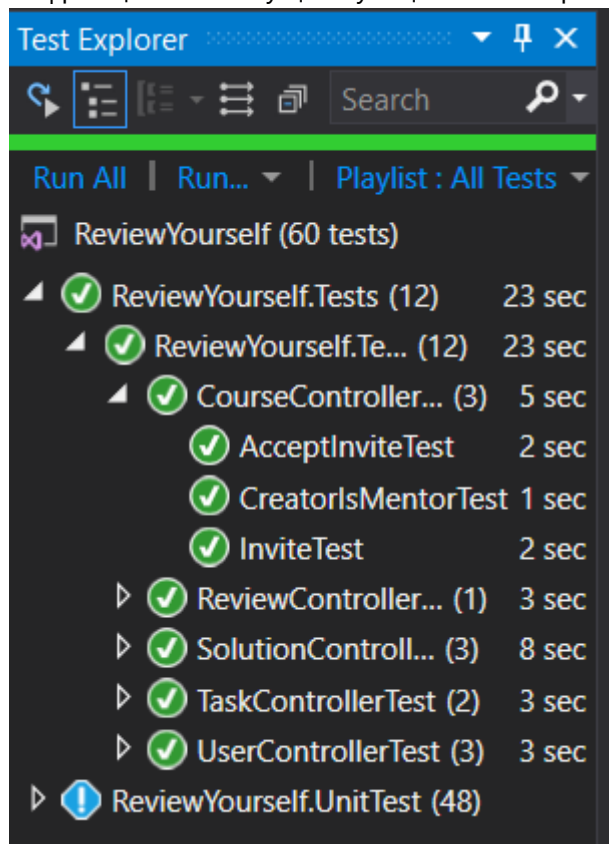 Test Explorer
Search
Run All | Run... | Playlist : All Tests
ReviewYourself (60 tests)
ReviewYourself.Tests (12) 23 sec
ReviewYourself.Te... (12) 23 sec
CourseController... (3) 5 sec
AcceptInviteTest 2 sec
CreatorIsMentorTest 1 sec
InviteTest 2 sec
ReviewController... (1) 3 sec
SolutionControll... (3) 8 sec
TaskControllerTest (2) 3 sec
UserControllerTest (3) 3 sec
ReviewYourself.UnitTest (48)